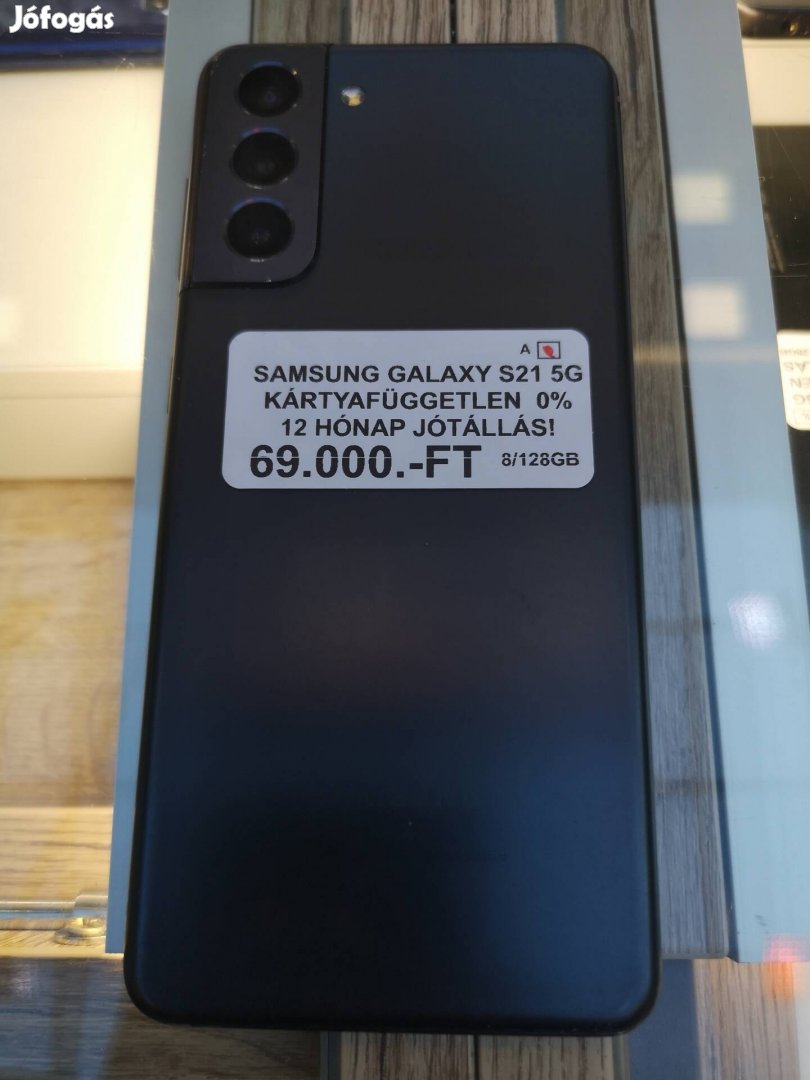 Jófogás
A
SAMSUNG GALAXY S21 5G
KÁRTYAFÜGGETLEN 0%
12 HÓNAP JÓTÁLLÁS!
69.000.-FT 8/128GB